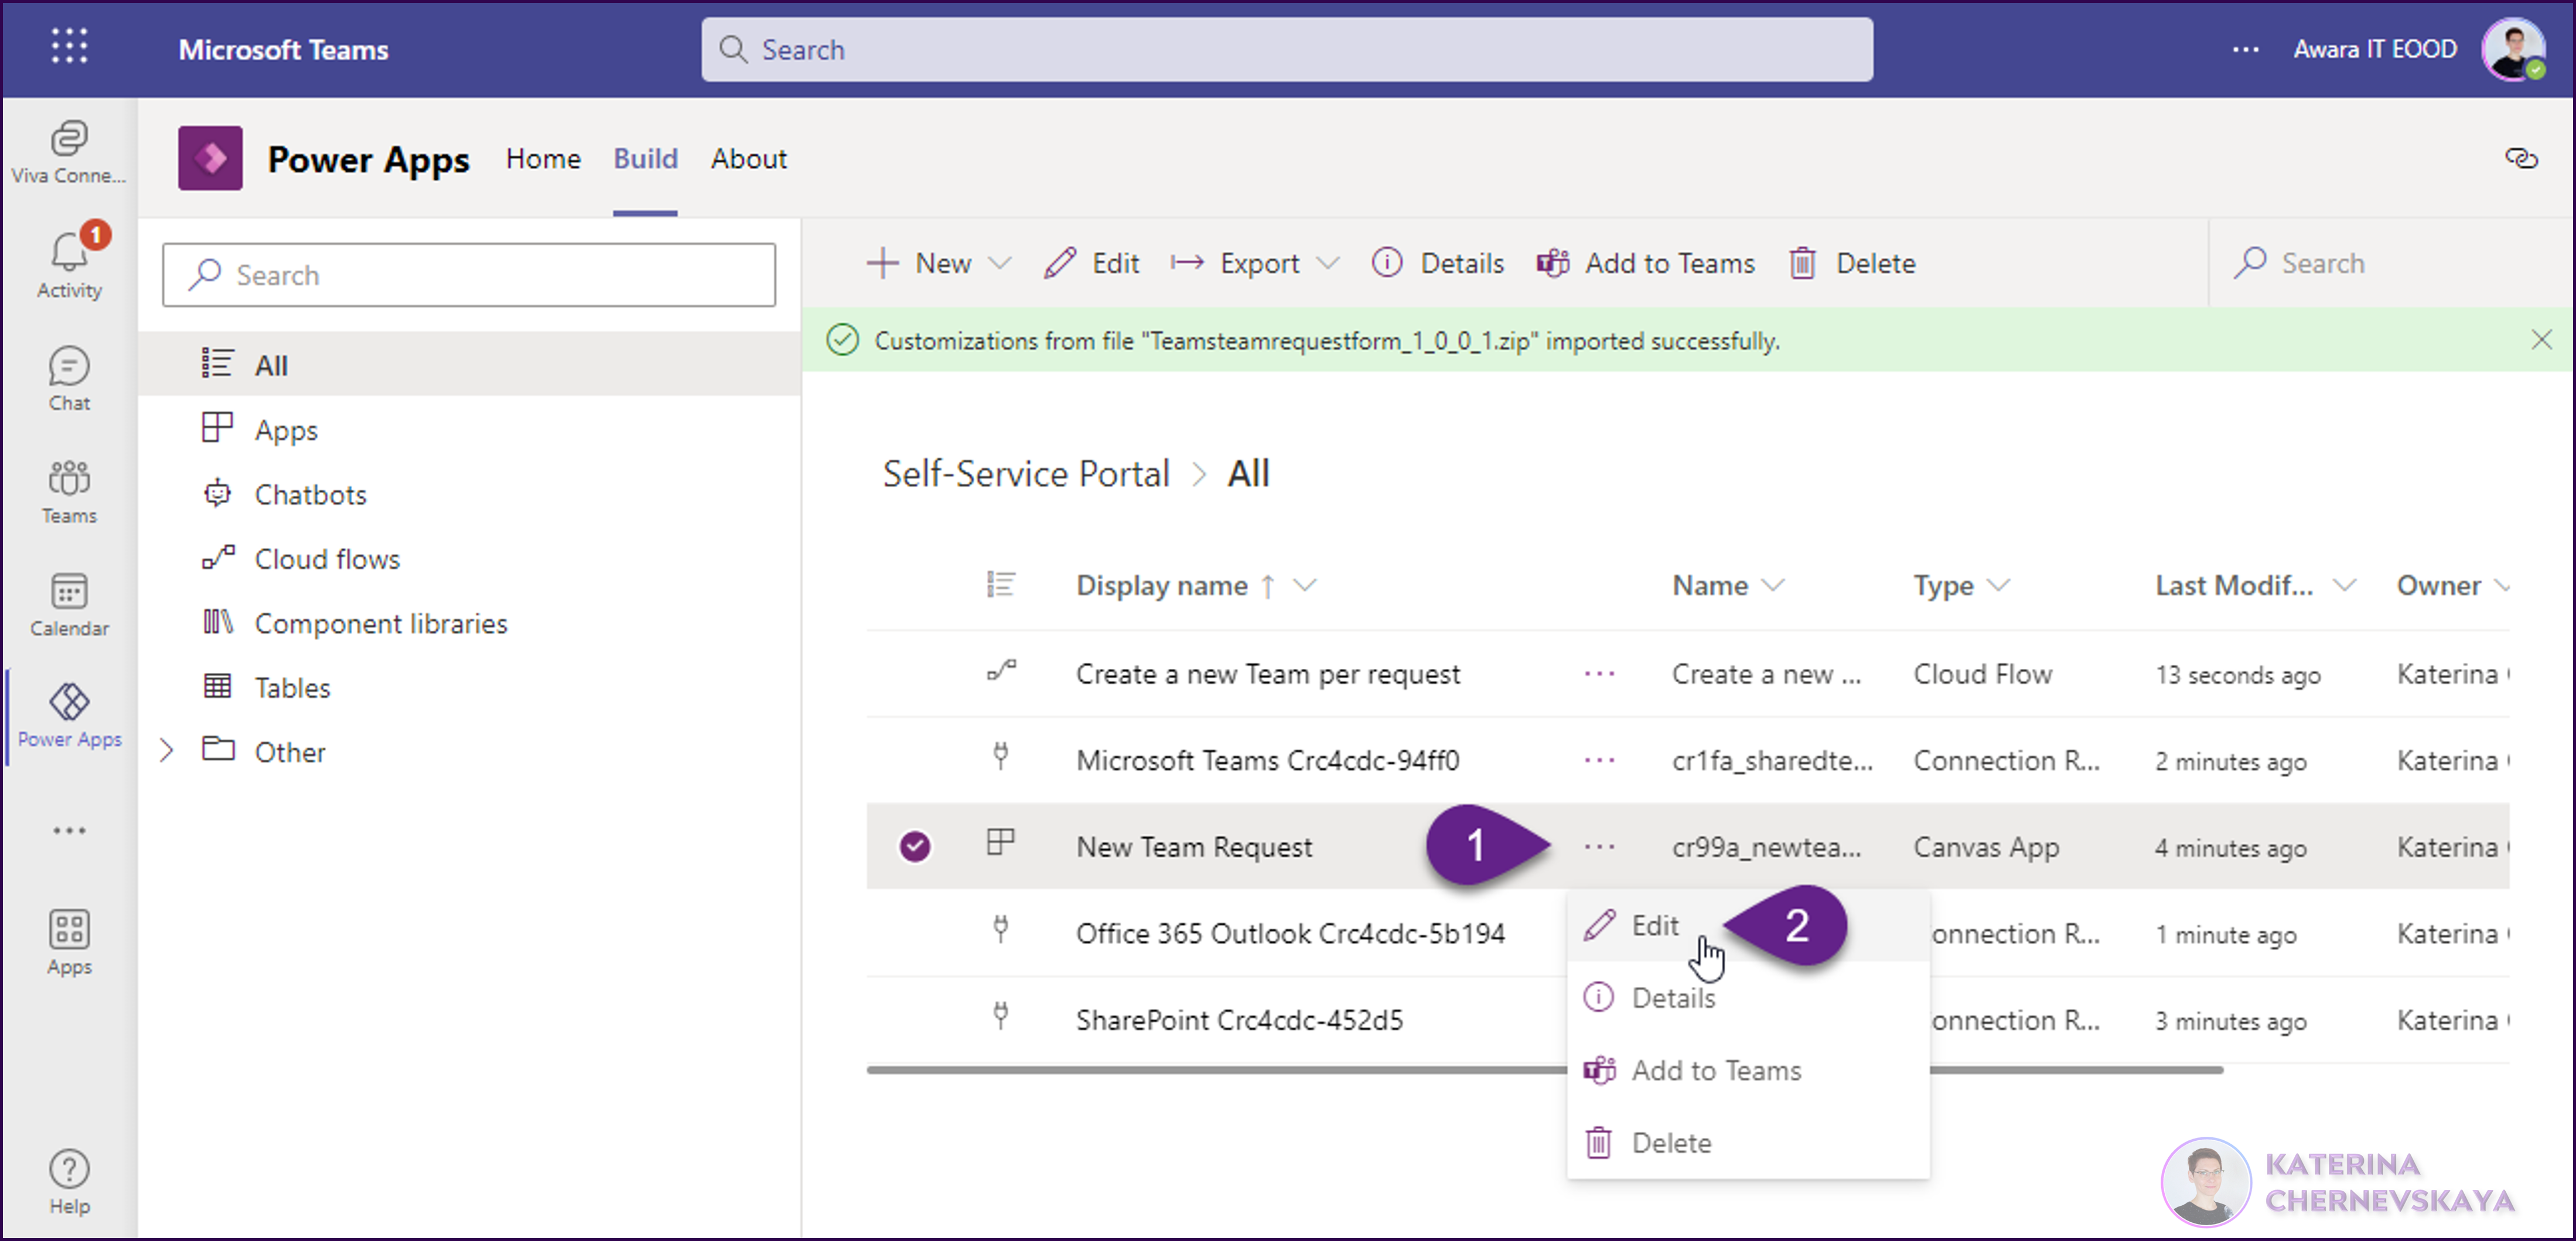 Microsoft Teams
Search
Awara IT EOOD
Viva Conne...
1
Activity
Chat
Teams
Calendar
Power Apps
Apps
Help
Power Apps Home Build About
Search
All
Apps
Chatbots
Cloud flows
Component libraries
Tables
Other
New Edit Export Details Add to Teams Delete Search
Customizations from file "Teamsteamrequestform_1_0_0_1.zip" imported successfully.
Self-Service Portal > All
Display name ↑ Name Type Last Modif... Owner
Create a new Team per request ... Create a new ... Cloud Flow 13 seconds ago Katerina
Microsoft Teams Crc4cdc-94ff0 ... cr1fa_sharedte... Connection R... 2 minutes ago Katerina
New Team Request 1 ... cr99a_newtea... Canvas App 4 minutes ago Katerina
Office 365 Outlook Crc4cdc-5b194 onnection R... 1 minute ago Katerina
SharePoint Crc4cdc-452d5 onnection R... 3 minutes ago Katerina
Edit 2
Details
Add to Teams
Delete
KATERINA
CHERNEVSKAYA